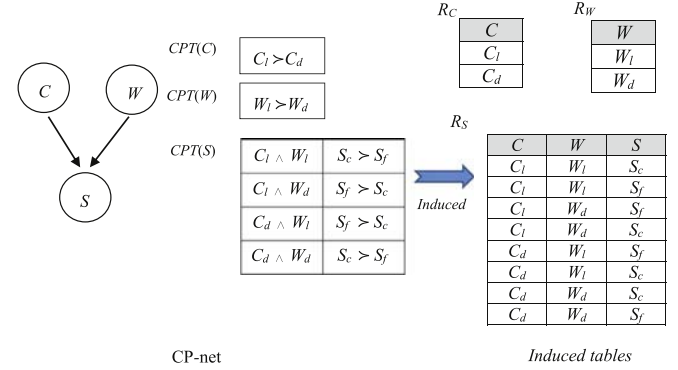 R_C
R_W
CPT(C)
C_l ≻ C_d
C
C_l
C_d
W
W_l
W_d
C
W
CPT(W)
W_l ≻ W_d
S
CPT(S)
C_l ∧ W_l S_c ≻ S_f
C_l ∧ W_d S_f ≻ S_c
C_d ∧ W_l S_f ≻ S_c
C_d ∧ W_d S_c ≻ S_f
Induced
R_S
C W S
C_l W_l S_c
C_l W_l S_f
C_l W_d S_f
C_l W_d S_c
C_d W_l S_f
C_d W_l S_c
C_d W_d S_c
C_d W_d S_f
CP-net
Induced tables